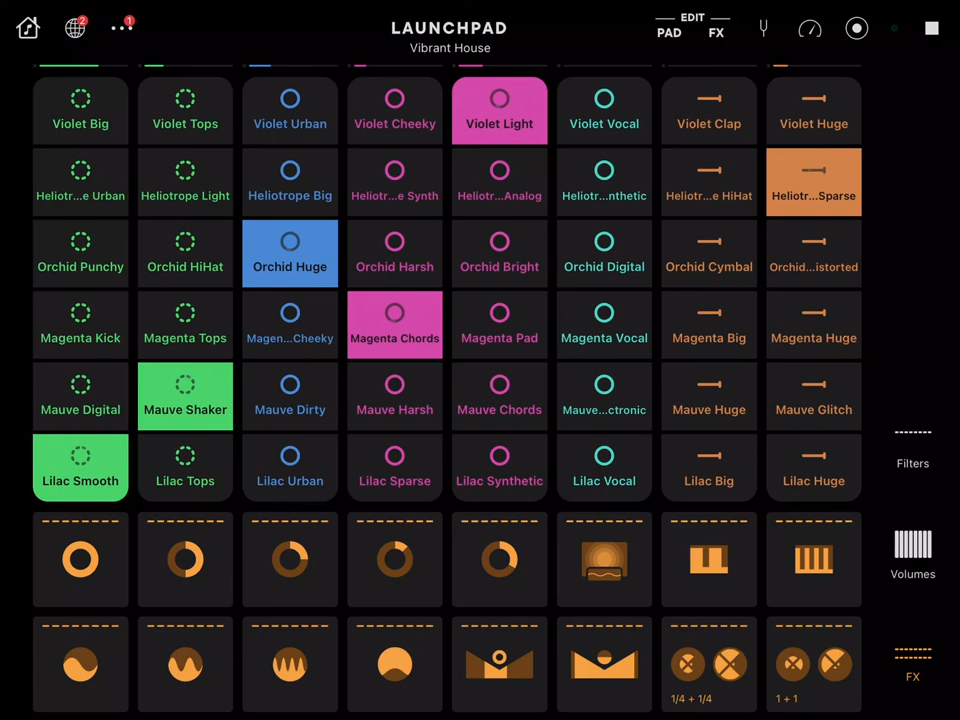 2
1
LAUNCHPAD
Vibrant House
EDIT
PAD FX
Violet Big Violet Tops Violet Urban Violet Cheeky Violet Light Violet Vocal Violet Clap Violet Huge
Heliotr...e Urban Heliotrope Light Heliotrope Big Heliotr...e Synth Heliotr...Analog Heliotr...nthetic Heliotr...e HiHat Heliotr...Sparse
Orchid Punchy Orchid HiHat Orchid Huge Orchid Harsh Orchid Bright Orchid Digital Orchid Cymbal Orchid...istorted
Magenta Kick Magenta Tops Magen...Cheeky Magenta Chords Magenta Pad Magenta Vocal Magenta Big Magenta Huge
Mauve Digital Mauve Shaker Mauve Dirty Mauve Harsh Mauve Chords Mauve...ctronic Mauve Huge Mauve Glitch
Lilac Smooth Lilac Tops Lilac Urban Lilac Sparse Lilac Synthetic Lilac Vocal Lilac Big Lilac Huge
Filters
Volumes
FX
1/4 + 1/4 1 + 1